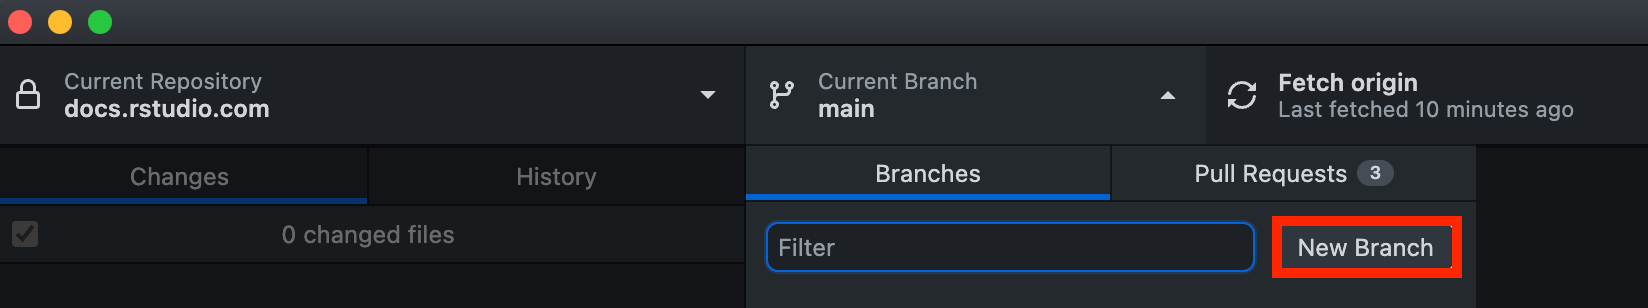 Current Repository
docs.rstudio.com
Current Branch
main
Fetch origin
Last fetched 10 minutes ago
Changes
History
Branches
Pull Requests 3
0 changed files
Filter
New Branch